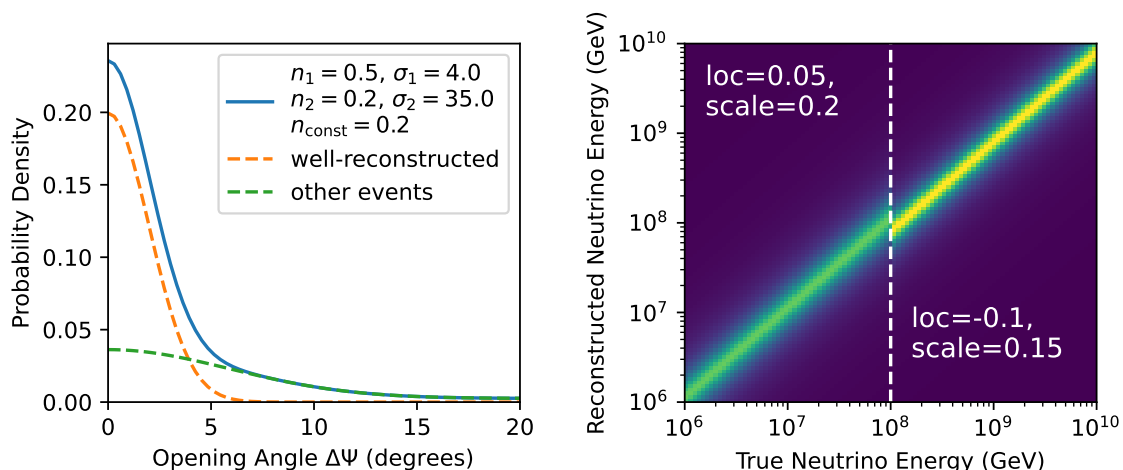 Probability Density
0.20
0.15
0.10
0.05
0.00
n₁ = 0.5, σ₁ = 4.0
n₂ = 0.2, σ₂ = 35.0
n_const = 0.2
well-reconstructed
other events
0 5 10 15 20
Opening Angle ΔΨ (degrees)
Reconstructed Neutrino Energy (GeV)
10¹⁰
10⁹
10⁸
10⁷
10⁶
loc=0.05,
scale=0.2
loc=-0.1,
scale=0.15
10⁶ 10⁷ 10⁸ 10⁹ 10¹⁰
True Neutrino Energy (GeV)